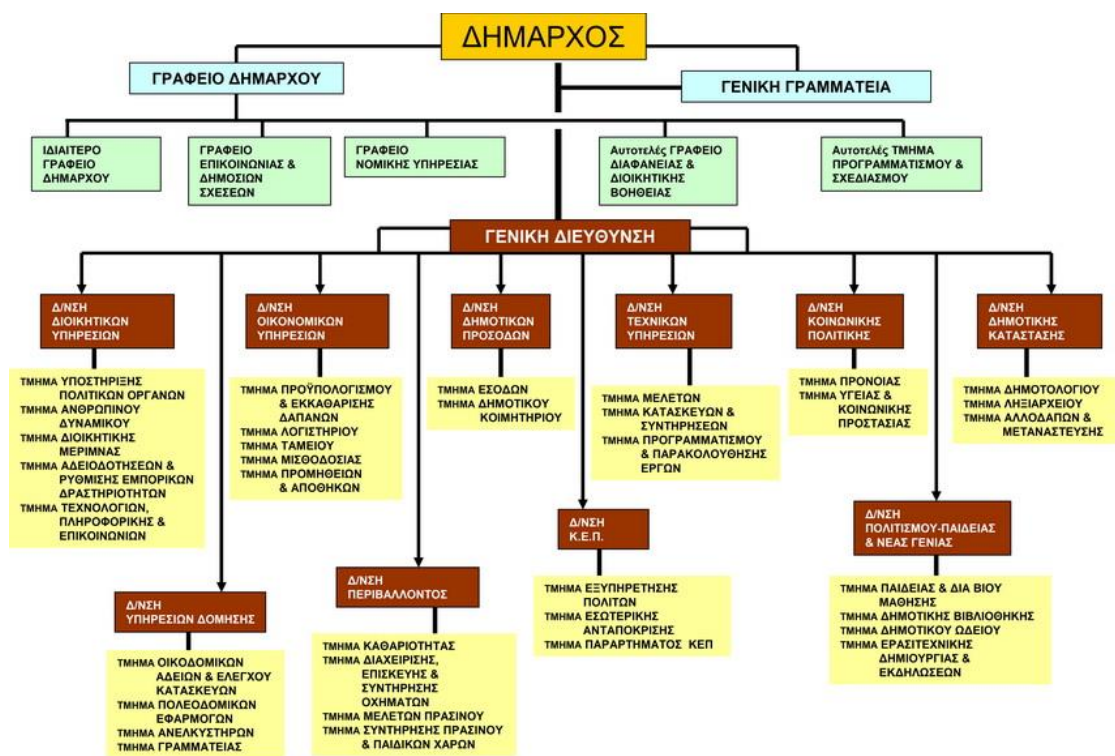 ΔΗΜΑΡΧΟΣ
ΓΡΑΦΕΙΟ ΔΗΜΑΡΧΟΥ
ΓΕΝΙΚΗ ΓΡΑΜΜΑΤΕΙΑ
ΙΔΙΑΙΤΕΡΟ
ΓΡΑΦΕΙΟ
ΔΗΜΑΡΧΟΥ
ΓΡΑΦΕΙΟ
ΕΠΙΚΟΙΝΩΝΙΑΣ &
ΔΗΜΟΣΙΩΝ
ΣΧΕΣΕΩΝ
ΓΡΑΦΕΙΟ
ΝΟΜΙΚΗΣ ΥΠΗΡΕΣΙΑΣ
Αυτοτελές ΓΡΑΦΕΙΟ
ΔΙΑΦΑΝΕΙΑΣ &
ΔΙΟΙΚΗΤΙΚΗΣ
ΒΟΗΘΕΙΑΣ
Αυτοτελές ΤΜΗΜΑ
ΠΡΟΓΡΑΜΜΑΤΙΣΜΟΥ &
ΣΧΕΔΙΑΣΜΟΥ
ΓΕΝΙΚΗ ΔΙΕΥΘΥΝΣΗ
Δ/ΝΣΗ
ΔΙΟΙΚΗΤΙΚΩΝ
ΥΠΗΡΕΣΙΩΝ
ΤΜΗΜΑ ΥΠΟΣΤΗΡΙΞΗΣ
ΠΟΛΙΤΙΚΩΝ ΟΡΓΑΝΩΝ
ΤΜΗΜΑ ΑΝΘΡΩΠΙΝΟΥ
ΔΥΝΑΜΙΚΟΥ
ΤΜΗΜΑ ΔΙΟΙΚΗΤΙΚΗΣ
ΜΕΡΙΜΝΑΣ
ΤΜΗΜΑ ΑΔΕΙΟΔΟΤΗΣΕΩΝ &
ΡΥΘΜΙΣΗΣ ΕΜΠΟΡΙΚΩΝ
ΔΡΑΣΤΗΡΙΟΤΗΤΩΝ
ΤΜΗΜΑ ΤΕΧΝΟΛΟΓΙΩΝ,
ΠΛΗΡΟΦΟΡΙΚΗΣ &
ΕΠΙΚΟΙΝΩΝΙΩΝ
Δ/ΝΣΗ
ΟΙΚΟΝΟΜΙΚΩΝ
ΥΠΗΡΕΣΙΩΝ
ΤΜΗΜΑ ΠΡΟΫΠΟΛΟΓΙΣΜΟΥ
& ΕΚΚΑΘΑΡΙΣΗΣ
ΔΑΠΑΝΩΝ
ΤΜΗΜΑ ΛΟΓΙΣΤΗΡΙΟΥ
ΤΜΗΜΑ ΤΑΜΕΙΟΥ
ΤΜΗΜΑ ΜΙΣΘΟΔΟΣΙΑΣ
ΤΜΗΜΑ ΠΡΟΜΗΘΕΙΩΝ
& ΑΠΟΘΗΚΩΝ
Δ/ΝΣΗ
ΔΗΜΟΤΙΚΩΝ
ΠΡΟΣΟΔΩΝ
ΤΜΗΜΑ ΕΣΟΔΩΝ
ΤΜΗΜΑ ΔΗΜΟΤΙΚΟΥ
ΚΟΙΜΗΤΗΡΙΟΥ
Δ/ΝΣΗ
ΤΕΧΝΙΚΩΝ
ΥΠΗΡΕΣΙΩΝ
ΤΜΗΜΑ ΜΕΛΕΤΩΝ
ΤΜΗΜΑ ΚΑΤΑΣΚΕΥΩΝ &
ΣΥΝΤΗΡΗΣΕΩΝ
ΤΜΗΜΑ ΠΡΟΓΡΑΜΜΑΤΙΣΜΟΥ
& ΠΑΡΑΚΟΛΟΥΘΗΣΗΣ
ΕΡΓΩΝ
Δ/ΝΣΗ
ΚΟΙΝΩΝΙΚΗΣ
ΠΟΛΙΤΙΚΗΣ
ΤΜΗΜΑ ΠΡΟΝΟΙΑΣ
ΤΜΗΜΑ ΥΓΕΙΑΣ &
ΚΟΙΝΩΝΙΚΗΣ
ΠΡΟΣΤΑΣΙΑΣ
Δ/ΝΣΗ
ΔΗΜΟΤΙΚΗΣ
ΚΑΤΑΣΤΑΣΗΣ
ΤΜΗΜΑ ΔΗΜΟΤΟΛΟΓΙΟΥ
ΤΜΗΜΑ ΛΗΞΙΑΡΧΕΙΟΥ
ΤΜΗΜΑ ΑΛΛΟΔΑΠΩΝ &
ΜΕΤΑΝΑΣΤΕΥΣΗΣ
Δ/ΝΣΗ
ΥΠΗΡΕΣΙΩΝ ΔΟΜΗΣΗΣ
ΤΜΗΜΑ ΟΙΚΟΔΟΜΙΚΩΝ
ΑΔΕΙΩΝ & ΕΛΕΓΧΟΥ
ΚΑΤΑΣΚΕΥΩΝ
ΤΜΗΜΑ ΠΟΛΕΟΔΟΜΙΚΩΝ
ΕΦΑΡΜΟΓΩΝ
ΤΜΗΜΑ ΑΝΕΛΚΥΣΤΗΡΩΝ
ΤΜΗΜΑ ΓΡΑΜΜΑΤΕΙΑΣ
Δ/ΝΣΗ
ΠΕΡΙΒΑΛΛΟΝΤΟΣ
ΤΜΗΜΑ ΚΑΘΑΡΙΟΤΗΤΑΣ
ΤΜΗΜΑ ΔΙΑΧΕΙΡΙΣΗΣ,
ΕΠΙΣΚΕΥΗΣ &
ΣΥΝΤΗΡΗΣΗΣ
ΟΧΗΜΑΤΩΝ
ΤΜΗΜΑ ΜΕΛΕΤΩΝ ΠΡΑΣΙΝΟΥ
ΤΜΗΜΑ ΣΥΝΤΗΡΗΣΗΣ ΠΡΑΣΙΝΟΥ
& ΠΑΙΔΙΚΩΝ ΧΑΡΩΝ
Δ/ΝΣΗ
Κ.Ε.Π.
ΤΜΗΜΑ ΕΞΥΠΗΡΕΤΗΣΗΣ
ΠΟΛΙΤΩΝ
ΤΜΗΜΑ ΕΣΩΤΕΡΙΚΗΣ
ΑΝΤΑΠΟΚΡΙΣΗΣ
ΤΜΗΜΑ ΠΑΡΑΡΤΗΜΑΤΟΣ ΚΕΠ
Δ/ΝΣΗ
ΠΟΛΙΤΙΣΜΟΥ-ΠΑΙΔΕΙΑΣ
& ΝΕΑΣ ΓΕΝΙΑΣ
ΤΜΗΜΑ ΠΑΙΔΕΙΑΣ & ΔΙΑ ΒΙΟΥ
ΜΑΘΗΣΗΣ
ΤΜΗΜΑ ΔΗΜΟΤΙΚΗΣ ΒΙΒΛΙΟΘΗΚΗΣ
ΤΜΗΜΑ ΔΗΜΟΤΙΚΟΥ ΩΔΕΙΟΥ
ΤΜΗΜΑ ΕΡΑΣΙΤΕΧΝΙΚΗΣ
ΔΗΜΙΟΥΡΓΙΑΣ &
ΕΚΔΗΛΩΣΕΩΝ